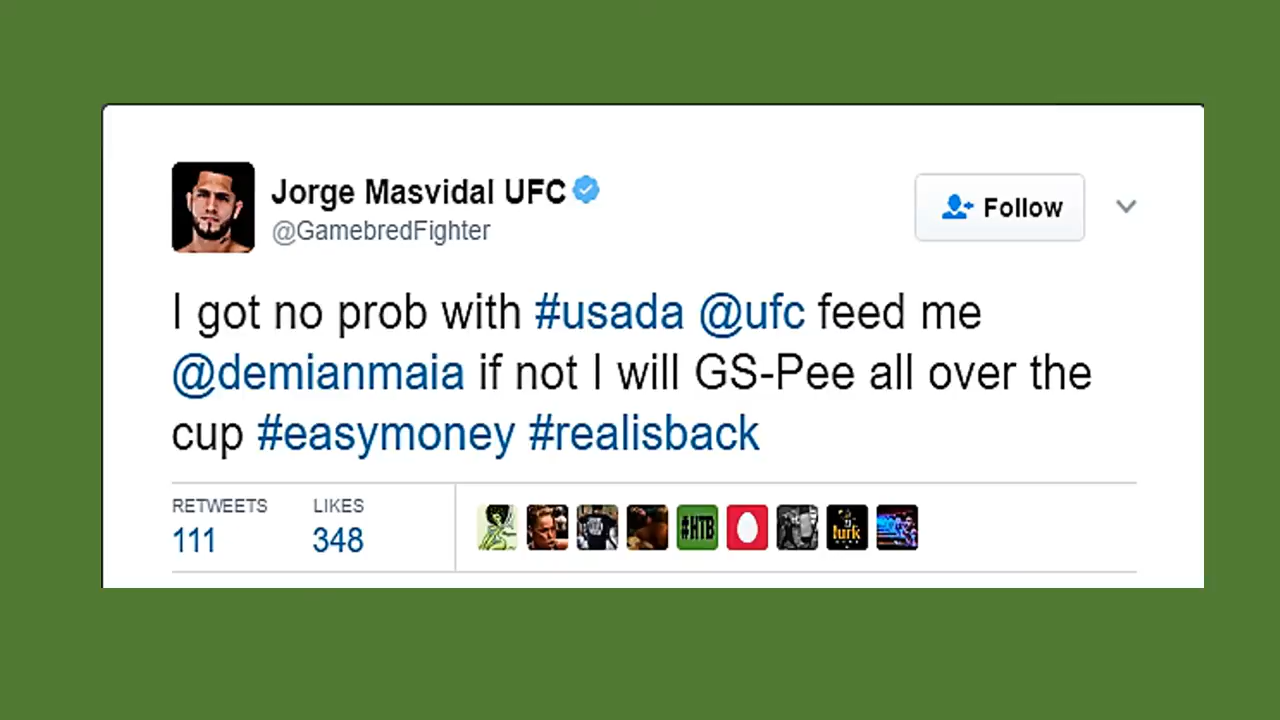 Jorge Masvidal UFC
@GamebredFighter
Follow
I got no prob with #usada @ufc feed me
@demianmaia if not I will GS-Pee all over the
cup #easymoney #realisback
RETWEETS LIKES
111 348
#HTB
turk